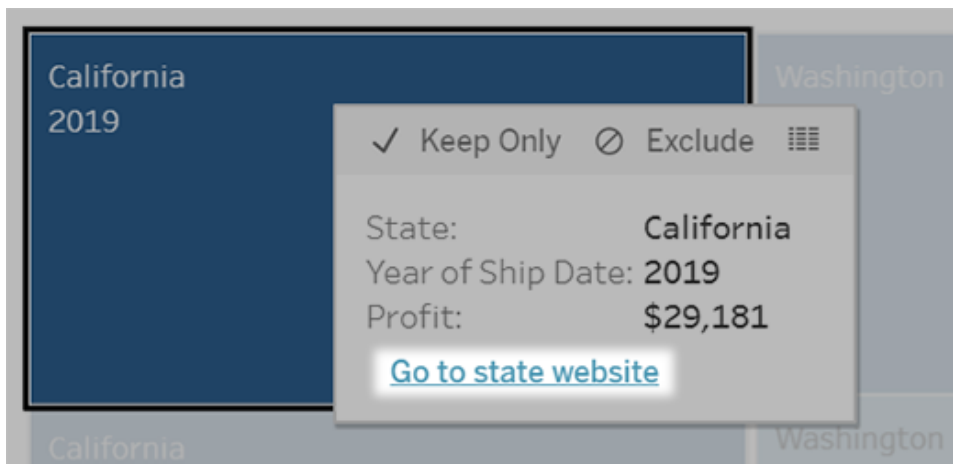 California
2019
Washington
Keep Only Exclude
State: California
Year of Ship Date: 2019
Profit: $29,181
Go to state website
California
Washington